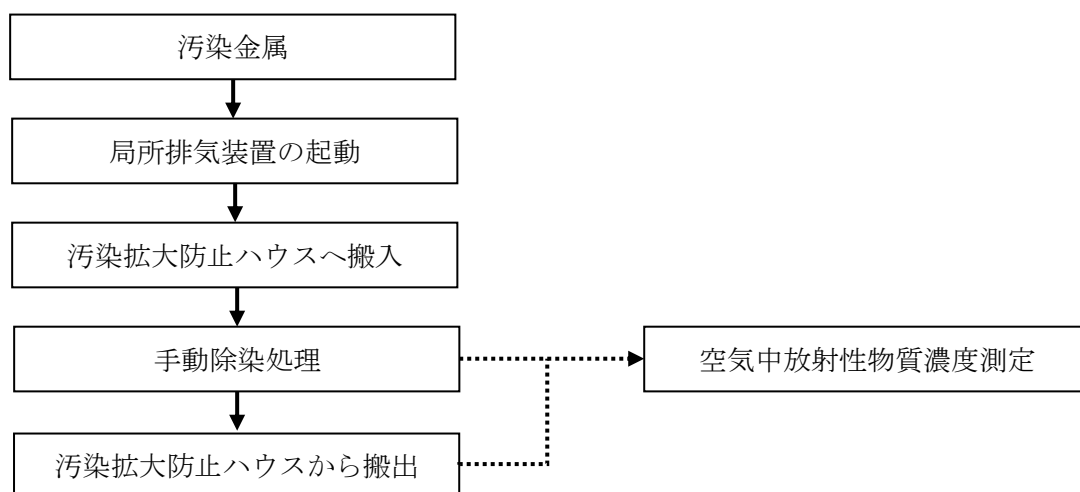 汚染金属
局所排気装置の起動
汚染拡大防止ハウスへ搬入
手動除染処理
空気中放射性物質濃度測定
汚染拡大防止ハウスから搬出